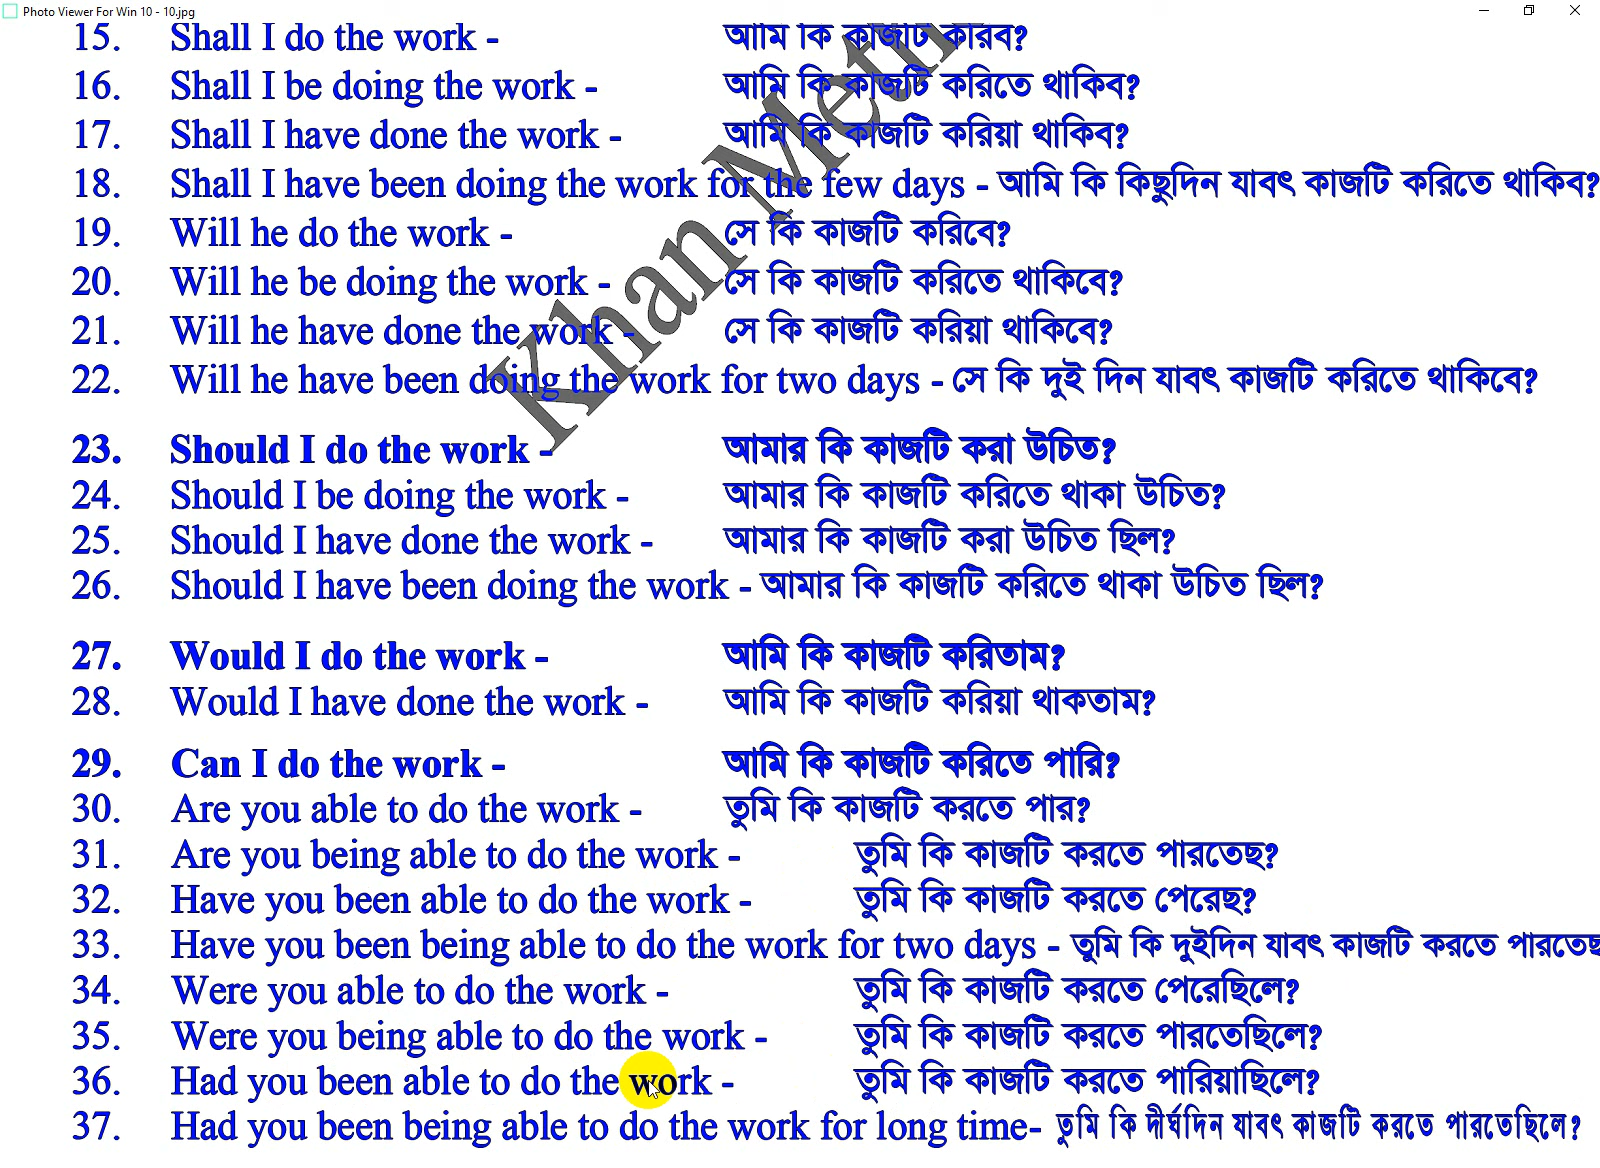 Photo Viewer For Win 10 - 10.jpg
15. Shall I do the work - আমি কি কাজটি করিব?
16. Shall I be doing the work - আমি কি কাজটি করিতে থাকিব?
17. Shall I have done the work - আমি কি কাজটি করিয়া থাকিব?
18. Shall I have been doing the work for the few days - আমি কি কিছুদিন যাবৎ কাজটি করিতে থাকিব?
19. Will he do the work - সে কি কাজটি করিবে?
20. Will he be doing the work - সে কি কাজটি করিতে থাকিবে?
21. Will he have done the work - সে কি কাজটি করিয়া থাকিবে?
22. Will he have been doing the work for two days - সে কি দুই দিন যাবৎ কাজটি করিতে থাকিবে?
23. Should I do the work - আমার কি কাজটি করা উচিত?
24. Should I be doing the work - আমার কি কাজটি করিতে থাকা উচিত?
25. Should I have done the work - আমার কি কাজটি করা উচিত ছিল?
26. Should I have been doing the work - আমার কি কাজটি করিতে থাকা উচিত ছিল?
27. Would I do the work - আমি কি কাজটি করিতাম?
28. Would I have done the work - আমি কি কাজটি করিয়া থাকতাম?
29. Can I do the work - আমি কি কাজটি করিতে পারি?
30. Are you able to do the work - তুমি কি কাজটি করতে পার?
31. Are you being able to do the work - তুমি কি কাজটি করতে পারতেছ?
32. Have you been able to do the work - তুমি কি কাজটি করতে পেরেছ?
33. Have you been being able to do the work for two days - তুমি কি দুইদিন যাবৎ কাজটি করতে পারতেছ
34. Were you able to do the work - তুমি কি কাজটি করতে পেরেছিলে?
35. Were you being able to do the work - তুমি কি কাজটি করতে পারতেছিলে?
36. Had you been able to do the work - তুমি কি কাজটি করতে পারিয়াছিলে?
37. Had you been being able to do the work for long time- তুমি কি দীর্ঘদিন যাবৎ কাজটি করতে পারতেছিলে?
Khan